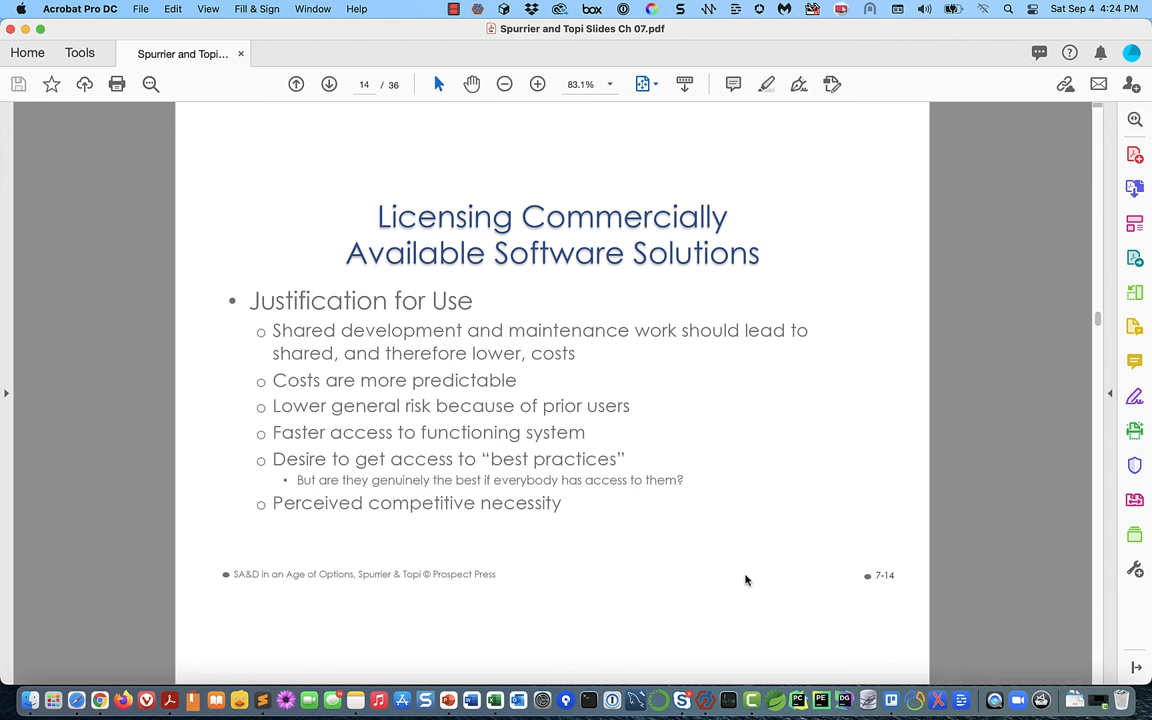 Acrobat Pro DC File Edit View Fill & Sign Window Help box Sat Sep 4 4:24 PM
Spurrier and Topi Slides Ch 07.pdf
Home Tools Spurrier and Topi... ×
14 / 36 83.1%
Licensing Commercially
Available Software Solutions
• Justification for Use
o Shared development and maintenance work should lead to
shared, and therefore lower, costs
o Costs are more predictable
o Lower general risk because of prior users
o Faster access to functioning system
o Desire to get access to “best practices”
• But are they genuinely the best if everybody has access to them?
o Perceived competitive necessity
SA&D in an Age of Options, Spurrier & Topi © Prospect Press
7-14